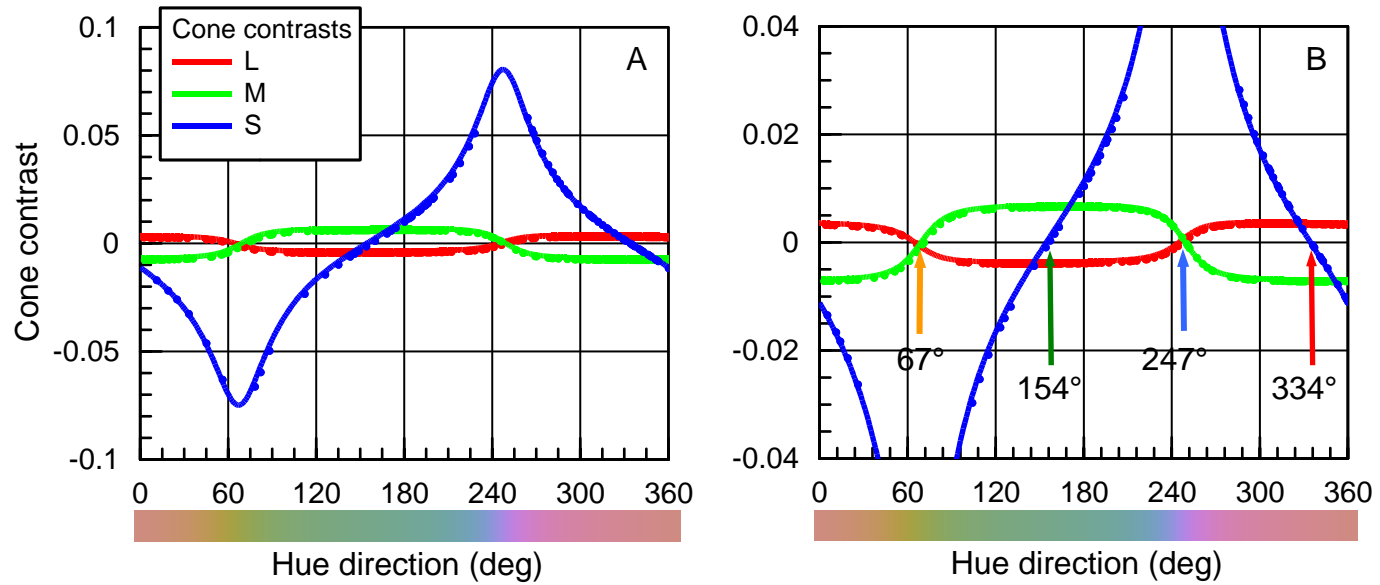 Cone contrasts
L
M
S
A
0.1
0.05
0
-0.05
-0.1
Cone contrast
0 60 120 180 240 300 360
Hue direction (deg)
B
0.04
0.02
0
-0.02
-0.04
67°
154°
247°
334°
0 60 120 180 240 300 360
Hue direction (deg)